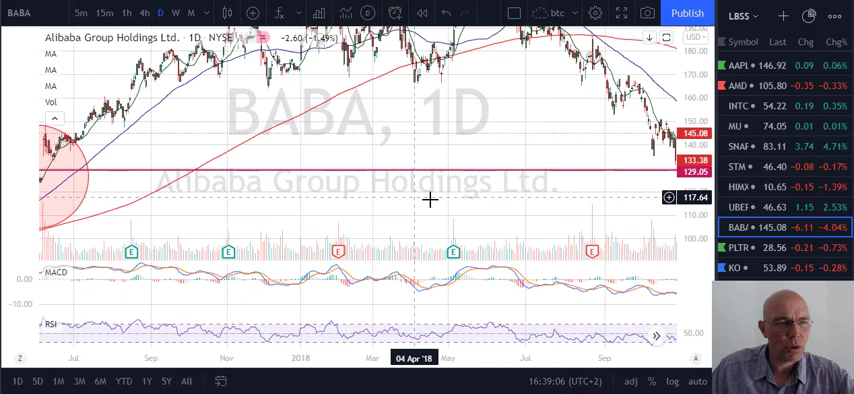 BABA 5m 15m 1h 4h D W M btc Publish LBSS
Alibaba Group Holdings Ltd. · 1D · NYSE −2.60 (−1.49%) USD
MA
MA
MA
MA
Vol
BABA, 1D
Alibaba Group Holdings Ltd.
180.00
170.00
160.00
145.08
140.00
133.38
129.05
117.64
110.00
100.00
Symbol Last Chg Chg%
AAPL 146.92 0.09 0.06%
AMD 105.80 -0.35 -0.33%
INTC 54.22 0.19 0.35%
MU 74.05 0.01 0.01%
SNAP 83.11 3.74 4.71%
STM 46.40 -0.08 -0.17%
HIMX 10.65 -0.15 -1.39%
UBER 46.63 1.15 2.53%
BABA 145.08 -6.11 -4.04%
PLTR 28.56 -0.21 -0.73%
KO 53.89 -0.15 -0.28%
E E E E E
MACD
0.00
−10.00
RSI
50.00
Z Jul Sep Nov 2018 Mar 04 Apr '18 May Jul Sep A
1D 5D 1M 3M 6M YTD 1Y 5Y All 16:39:06 (UTC+2) adj % log auto